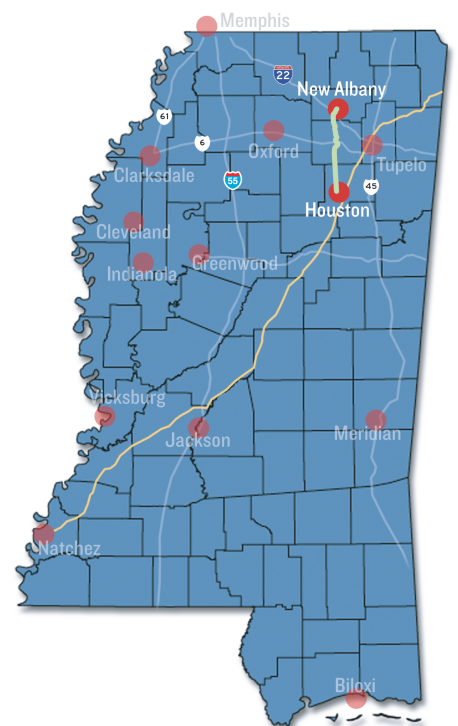 Memphis
22
New Albany
61
6
Oxford
Tupelo
Clarksdale
55
45
Houston
Cleveland
Greenwood
Indianola
Vicksburg
Jackson
Meridian
Natchez
Biloxi